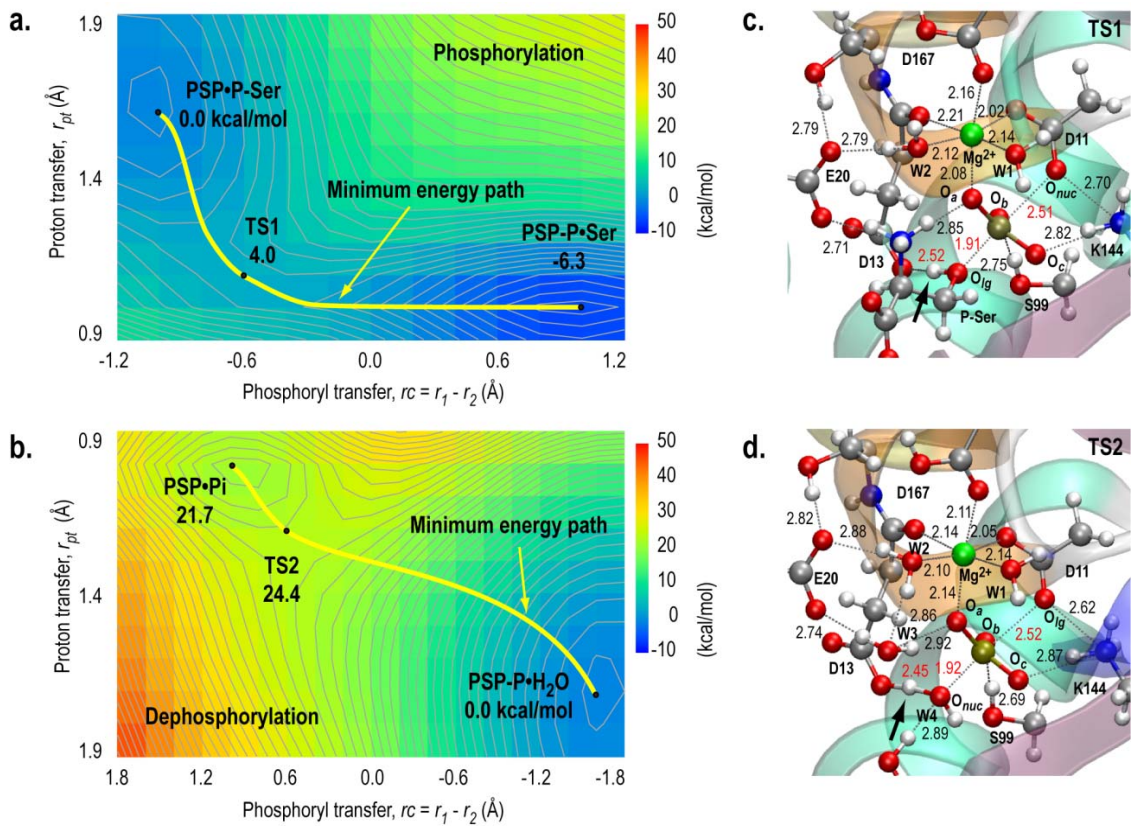 a.
1.9
1.4
0.9
Proton transfer, rpt (Å)
Phosphorylation
PSP•P-Ser
0.0 kcal/mol
Minimum energy path
TS1
4.0
PSP-P•Ser
-6.3
-1.2
-0.6
0.0
0.6
1.2
Phosphoryl transfer, rc = r1 - r2 (Å)
50
40
30
20
10
0
-10
(kcal/mol)
b.
0.9
1.4
1.9
Proton transfer, rpt (Å)
PSP•Pi
21.7
Minimum energy path
TS2
24.4
PSP-P•H2O
0.0 kcal/mol
Dephosphorylation
1.8
1.2
0.6
0.0
-0.6
-1.2
-1.8
Phosphoryl transfer, rc = r1 - r2 (Å)
50
40
30
20
10
0
-10
(kcal/mol)
c.
TS1
D167
2.16
2.02
2.21
2.14
D11
2.79
2.79
2.12
Mg2+
W1
E20
W2
2.08
Oa
Ob
Onuc
2.70
2.51
2.85
2.82
2.71
1.91
K144
D13
2.52
2.75
Oc
Olg
S99
P-Ser
d.
TS2
D167
2.11
2.82
2.88
2.14
2.05
W2
2.14
D11
2.10
Mg2+
W1
E20
2.14
Oa
Ob
Olg
2.62
2.86
W3
2.52
2.74
2.92
Oc
2.87
D13
2.45
1.92
K144
Onuc
2.69
W4
S99
2.89